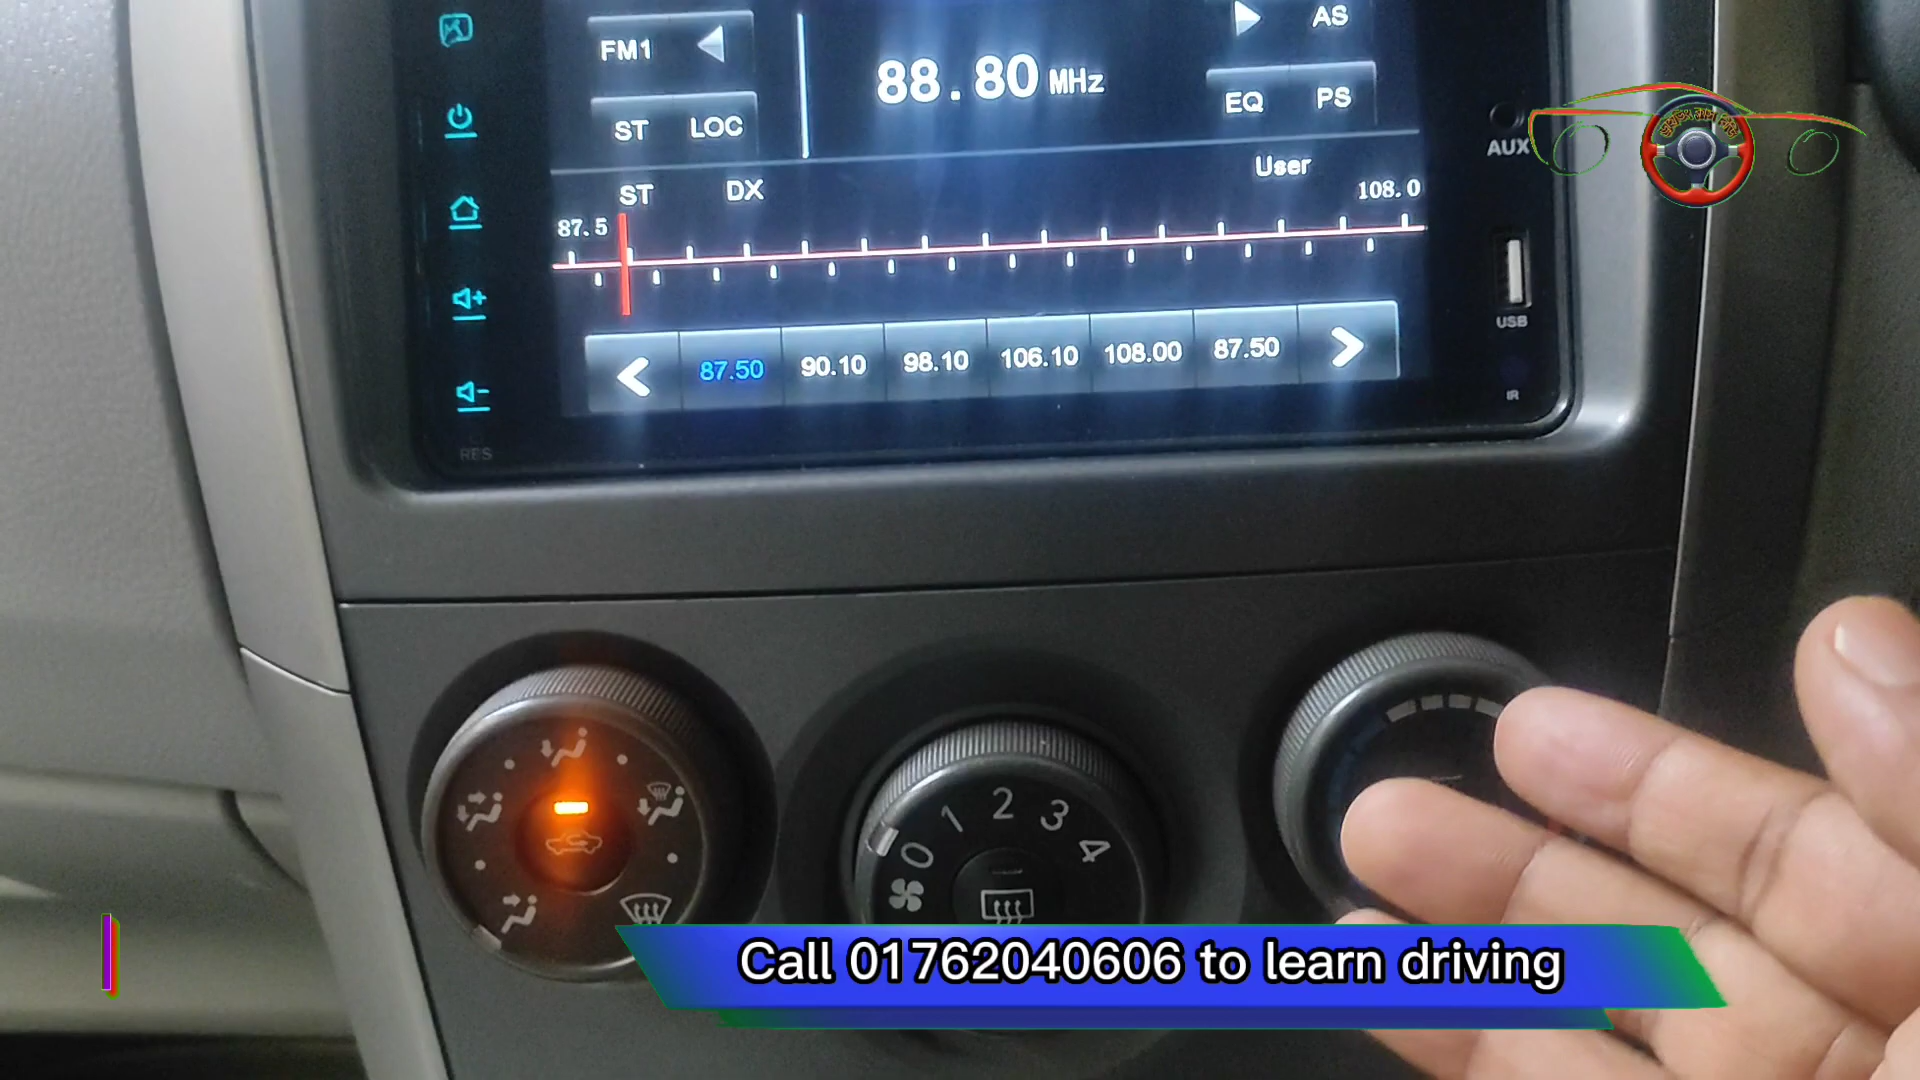 FM1
88.80 MHz
AS
ST LOC
EQ PS
AUX
ST DX
User
87.5
108.0
USB
87.50 90.10 98.10 106.10 108.00 87.50
IR
RES
0 1 2 3 4
Call 01762040606 to learn driving